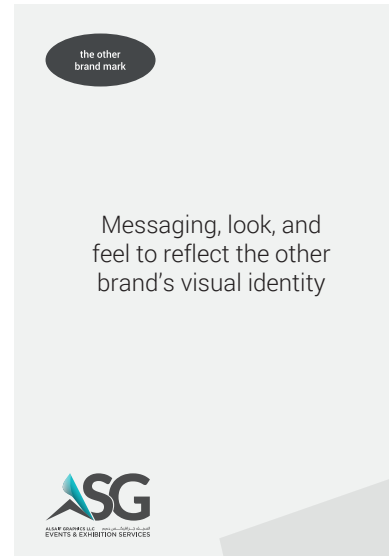 the other
brand mark
Messaging, look, and
feel to reflect the other
brand’s visual identity
ASG
ALSAIF GRAPHICS LLC
EVENTS & EXHIBITION SERVICES